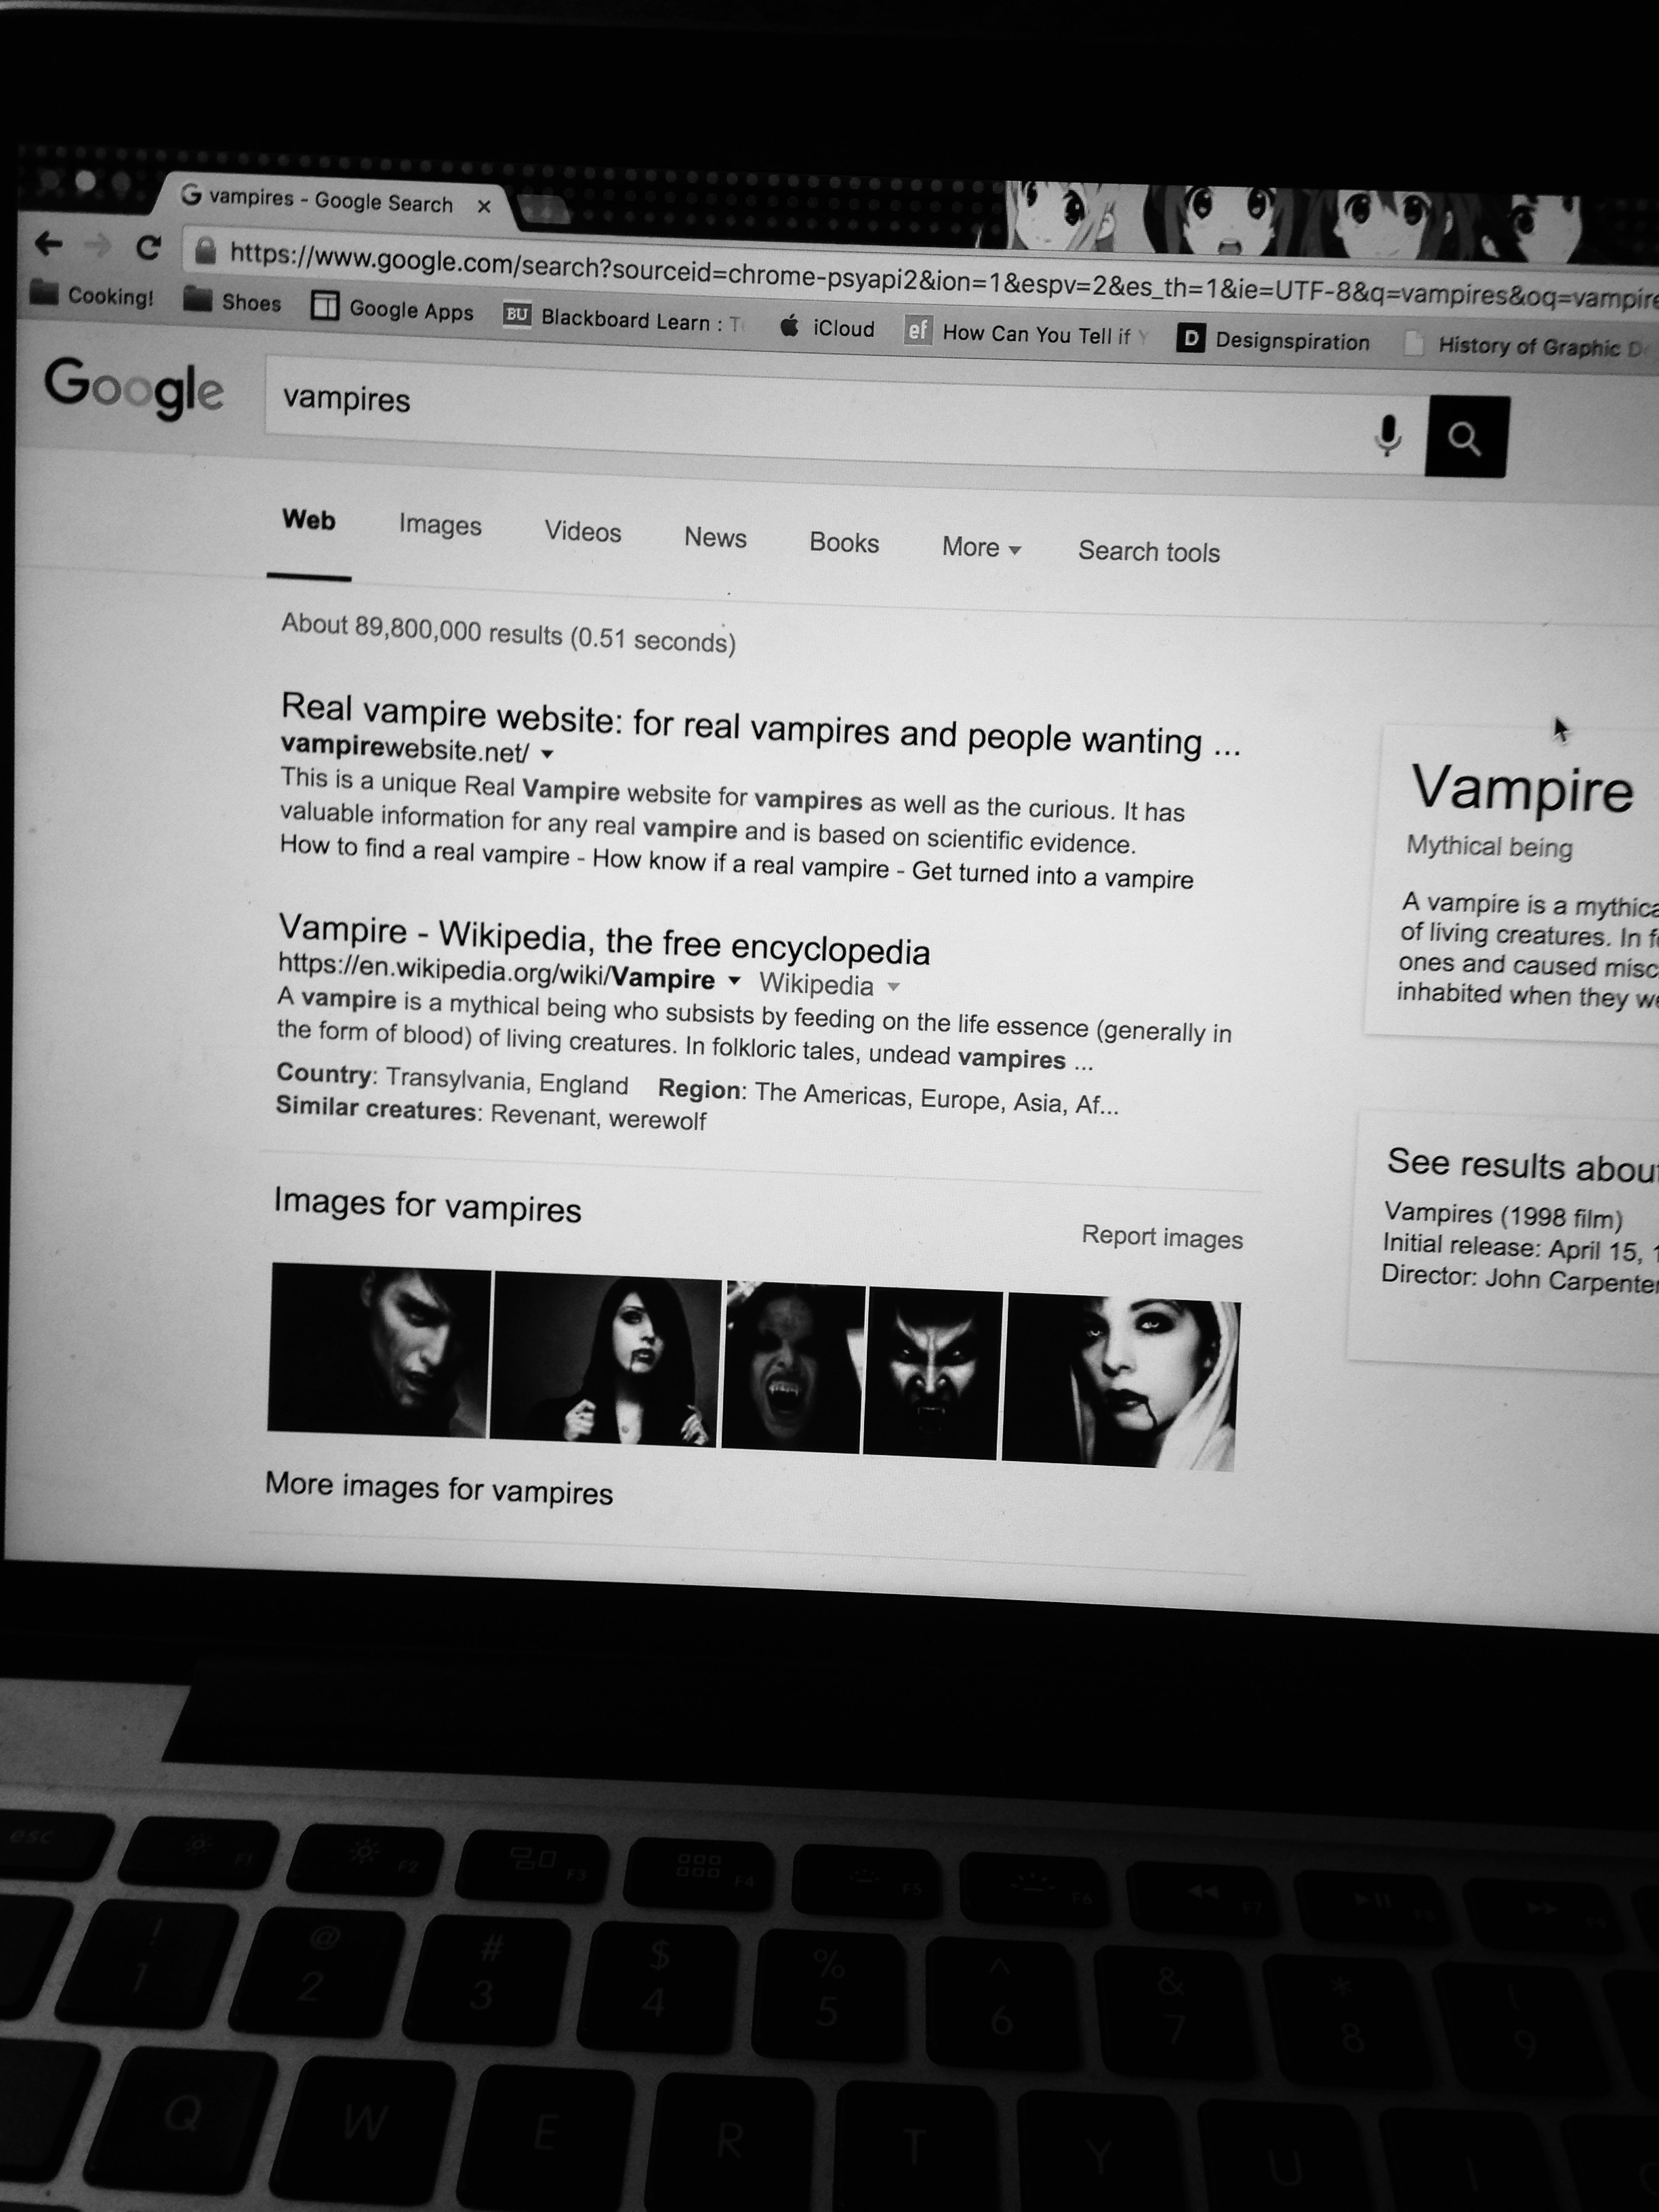 vampires - Google Search ×
https://www.google.com/search?sourceid=chrome-psyapi2&ion=1&espv=2&es_th=1&ie=UTF-8&q=vampires&oq=vampire
Cooking! Shoes Google Apps BU Blackboard Learn : T iCloud ef How Can You Tell if Y D Designspiration History of Graphic D
Google vampires
Web Images Videos News Books More Search tools
About 89,800,000 results (0.51 seconds)
Real vampire website: for real vampires and people wanting ...
vampirewebsite.net/
This is a unique Real Vampire website for vampires as well as the curious. It has
valuable information for any real vampire and is based on scientific evidence.
How to find a real vampire - How know if a real vampire - Get turned into a vampire
Vampire - Wikipedia, the free encyclopedia
https://en.wikipedia.org/wiki/Vampire Wikipedia
A vampire is a mythical being who subsists by feeding on the life essence (generally in
the form of blood) of living creatures. In folkloric tales, undead vampires ...
Country: Transylvania, England Region: The Americas, Europe, Asia, Af...
Similar creatures: Revenant, werewolf
Images for vampires
Report images
More images for vampires
Vampire
Mythical being
A vampire is a mythica
of living creatures. In f
ones and caused misc
inhabited when they we
See results abou
Vampires (1998 film)
Initial release: April 15, 1
Director: John Carpenter
esc F1 F2 F3 F4 F5 F6 F7
! @ # $ % ^ & * (
1 2 3 4 5 6 7 8 9
Q W E R T Y U I